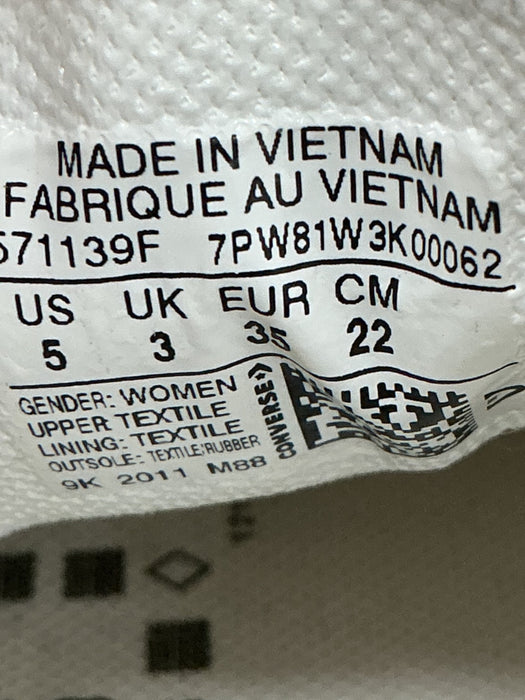 MADE IN VIETNAM
FABRIQUE AU VIETNAM
571139F 7PW81W3K00062
US UK EUR CM
5 3 35 22
GENDER: WOMEN
UPPER TEXTILE
LINING: TEXTILE
OUTSOLE: TEXTILE;RUBBER
9K 2011 M88
CONVERSE